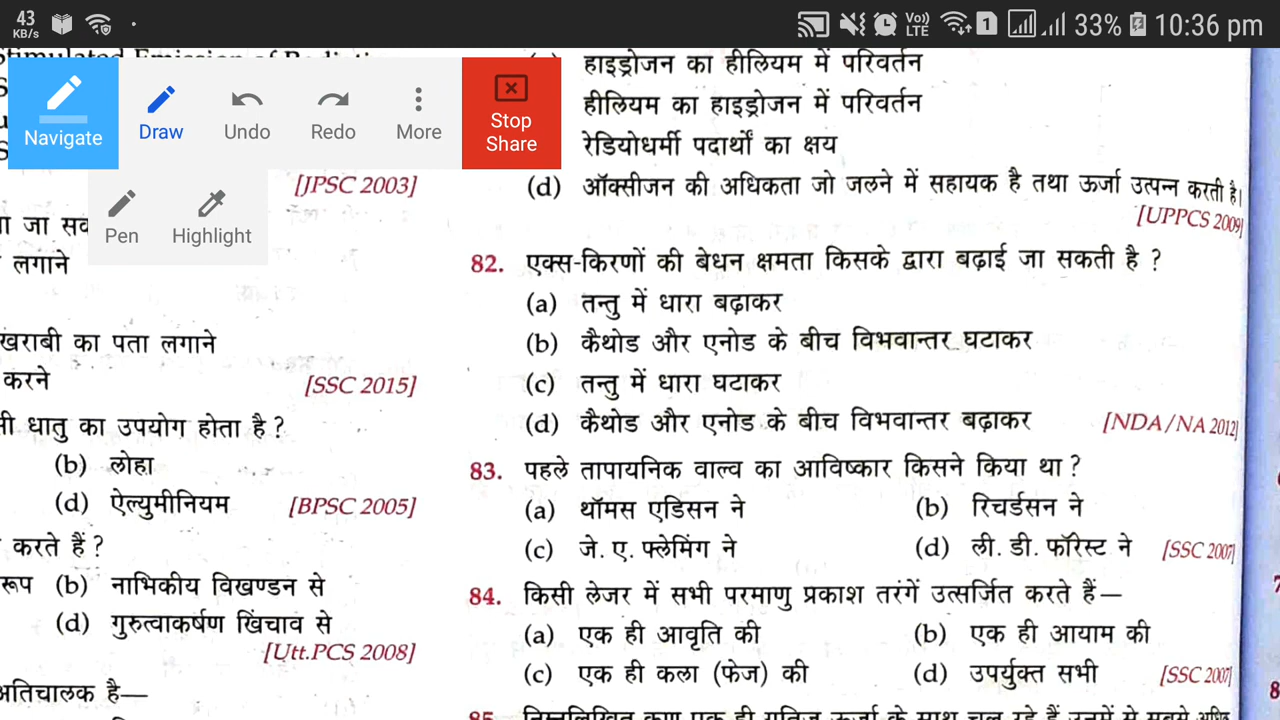 43
KB/s
Vo))
LTE
1
33%
10:36 pm
Navigate
Draw
Undo
Redo
More
Stop
Share
Pen
Highlight
[JPSC 2003]
लगाने
खराबी का पता लगाने
करने
[SSC 2015]
धातु का उपयोग होता है ?
(b) लोहा
(d) ऐल्युमीनियम [BPSC 2005]
करते हैं ?
रूप (b) नाभिकीय विखण्डन से
(d) गुरुत्वाकर्षण खिंचाव से
[Utt.PCS 2008]
अतिचालक है—
हाइड्रोजन का हीलियम में परिवर्तन
हीलियम का हाइड्रोजन में परिवर्तन
रेडियोधर्मी पदार्थों का क्षय
(d) ऑक्सीजन की अधिकता जो जलने में सहायक है तथा ऊर्जा उत्पन्न करती है।
[UPPCS 2009]
82. एक्स-किरणों की बेधन क्षमता किसके द्वारा बढ़ाई जा सकती है ?
(a) तन्तु में धारा बढ़ाकर
(b) कैथोड और एनोड के बीच विभवान्तर घटाकर
(c) तन्तु में धारा घटाकर
(d) कैथोड और एनोड के बीच विभवान्तर बढ़ाकर [NDA/NA 2012]
83. पहले तापायनिक वाल्व का आविष्कार किसने किया था ?
(a) थॉमस एडिसन ने (b) रिचर्डसन ने
(c) जे. ए. फ्लेमिंग ने (d) ली. डी. फॉरेस्ट ने [SSC 2007]
84. किसी लेजर में सभी परमाणु प्रकाश तरंगें उत्सर्जित करते हैं—
(a) एक ही आवृति की (b) एक ही आयाम की
(c) एक ही कला (फेज) की (d) उपर्युक्त सभी [SSC 2007]